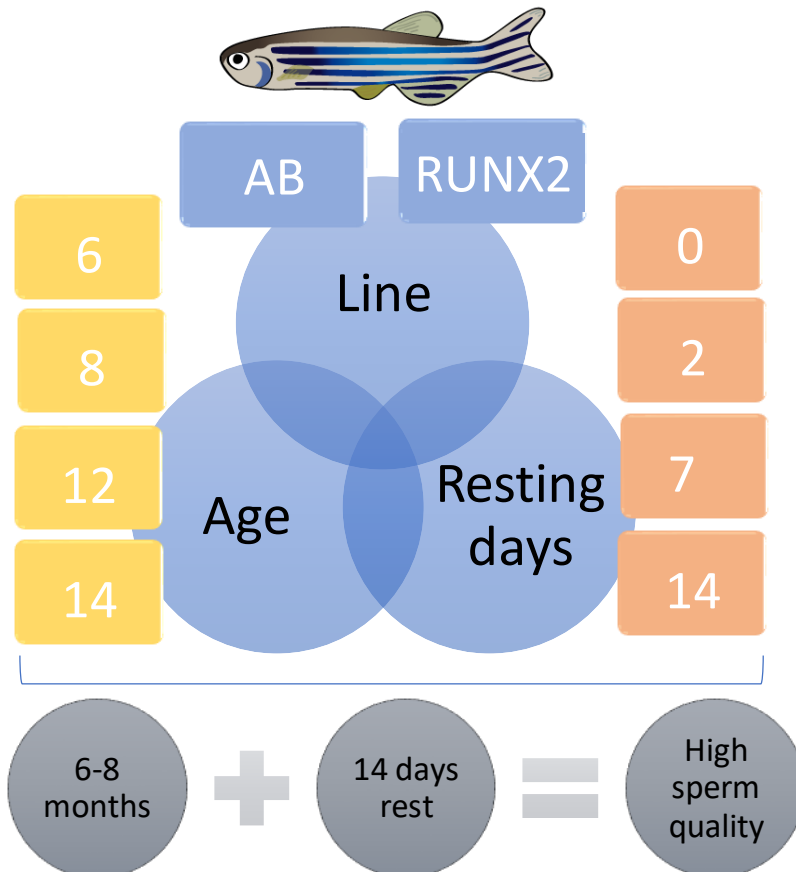 AB
RUNX2
6
8
12
14
Line
Age
Resting
days
0
2
7
14
6-8
months
14 days
rest
High
sperm
quality